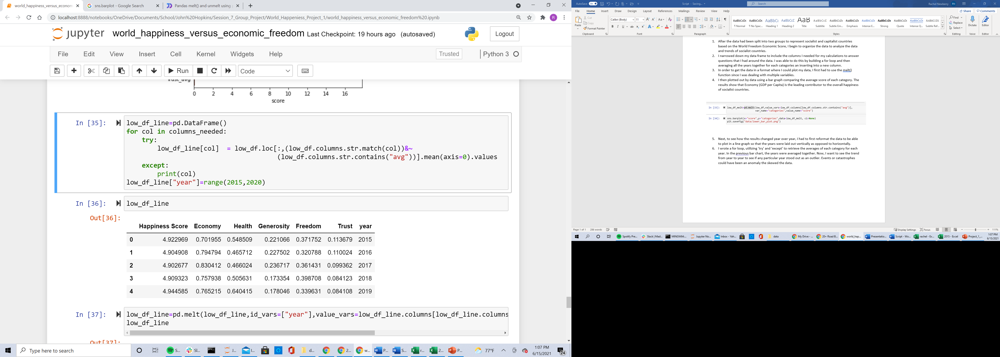 world_happiness_versus_econom
sns.barplot - Google Search
Pandas melt() and unmelt using
localhost:8888/notebooks/OneDrive/Documents/School/John%20Hopkins/Session_7_Group_Project/World_Happeniess_Project_1/world_happiness_versus_economic_freedom%20.ipynb
R
jupyter world_happiness_versus_economic_freedom Last Checkpoint: 19 hours ago (autosaved)
Logout
File Edit View Insert Cell Kernel Widgets Help
Trusted
Python 3
Run
Code
Trust_avg
0 2 4 6 8 10 12 14 16
score
In [35]:
low_df_line=pd.DataFrame()
for col in columns_needed:
try:
low_df_line[col] = low_df.loc[:,(low_df.columns.str.match(col))&~
(low_df.columns.str.contains("avg"))].mean(axis=0).values
except:
print(col)
low_df_line["year"]=range(2015,2020)
In [36]: low_df_line
Out[36]:
Happiness Score Economy Health Generosity Freedom Trust year
0 4.922969 0.701955 0.548509 0.221066 0.371752 0.113679 2015
1 4.904908 0.794794 0.465712 0.227502 0.320788 0.110024 2016
2 4.902677 0.830412 0.466024 0.236717 0.361431 0.099362 2017
3 4.909323 0.757938 0.505631 0.173354 0.398708 0.084123 2018
4 4.944585 0.765215 0.640415 0.178046 0.339631 0.084108 2019
In [37]: low_df_line=pd.melt(low_df_line,id_vars=["year"],value_vars=low_df_line.columns[low_df_line.columns
low_df_line
Out[37]:
Type here to search
S... Sl... J... I... d... 2... w... P... S... r... 2... P...
77°F
1:07 PM
6/15/2021
24
AutoSave On
Script - Saving...
Search
Rachel Newberry RN
File Home Insert Draw Design Layout References Mailings Review View Help
Share Comments
Paste
Cut
Copy
Format Painter
Clipboard
Calibri (Body) 11
Font
Paragraph
AaBbCcDc AaBbCcDc AaBbCc AaBbCcE AaB AaBbCcE AaBbCcDc AaBbCcDc AaBbCcDc AaBbCcDc AaBbCcDc AaBbCcDc AABBCCDC
¶ Normal ¶ No Spac... Heading 1 Heading 2 Title Subtitle Subtle Em... Emphasis Intense E... Strong Quote Intense Q... Subtle Ref...
Styles
Find
Replace
Select
Editing
Dictate
Voice
Editor
Editor
1. After the data had been split into two groups to represent socialist and capitalist countries
based on the World Freedom Economic Score, I begin to organize the data to analyze the data
and trends of socialist countries.
2. I narrowed down my data frame to include the columns I needed for my calculations to answer
questions that I had around the data. I was able to do this by building a for loop and then
averaging all the years together for each categories an inserting into a new column.
3. In order to get the data in a format where I could plot my data, I first had to use the melt()
function since I was dealing with multiple variables.
4. I then plotted out by data using a bar graph comparing the average score of each category. The
results show that Economy (GDP per Capita) is the leading contributor to the overall happiness
of socialist countries.
In [33]: low_df_melt=pd.melt(low_df,value_vars=low_df.columns[low_df.columns.str.contains("avg")],
var_name="catogories",value_name="score")
In [34]: sns.barplot(x="score",y="catogories",data=low_df_melt, ci=None)
plt.savefig("data/lower_bar_plot.png")
5. Next, to see how the results changed year over year, I had to first reformat the data to be able
to plot in a line graph so that the years were laid out vertically as opposed to horizontally.
6. I wrote a for loop, utilizing ‘try’ and ‘except’ to retrieve the averages of each category for each
year. In the previous bar chart, the years were averaged together. Now, I want to see the trend
from year to year to see if any particular year stood out as an outlier. Events or catastrophes
could have been an anomaly the skewed the data.
Page 1 of 1 286 words
Display Settings Focus
111%
Spotify Pre... Slack | Mad... MINGW64:... Jupyter No... Inbox - Yah... data My Drive - ... 20+ Road B... world_hap... Presentatio... Script - Wo... rachel - Ex... 2015 - Excel Project_1_...
1:07 PM
6/15/2021